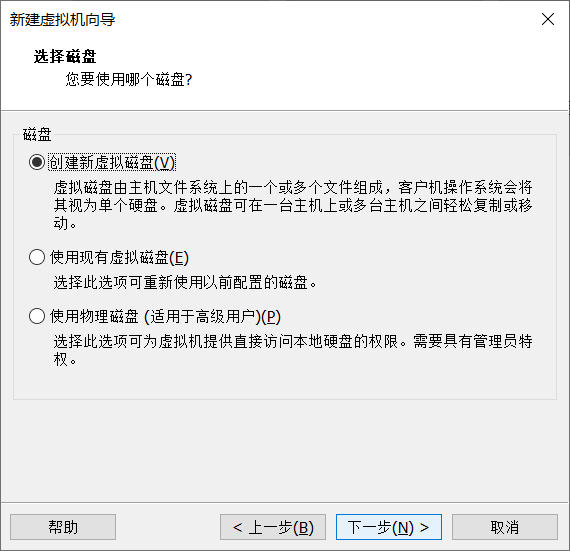 新建虚拟机向导
选择磁盘
您要使用哪个磁盘?
磁盘
创建新虚拟磁盘(V)
虚拟磁盘由主机文件系统上的一个或多个文件组成，客户机操作系统会将
其视为单个硬盘。虚拟磁盘可在一台主机上或多台主机之间轻松复制或移
动。
使用现有虚拟磁盘(E)
选择此选项可重新使用以前配置的磁盘。
使用物理磁盘 (适用于高级用户)(P)
选择此选项可为虚拟机提供直接访问本地硬盘的权限。需要具有管理员特
权。
帮助
< 上一步(B)
下一步(N) >
取消